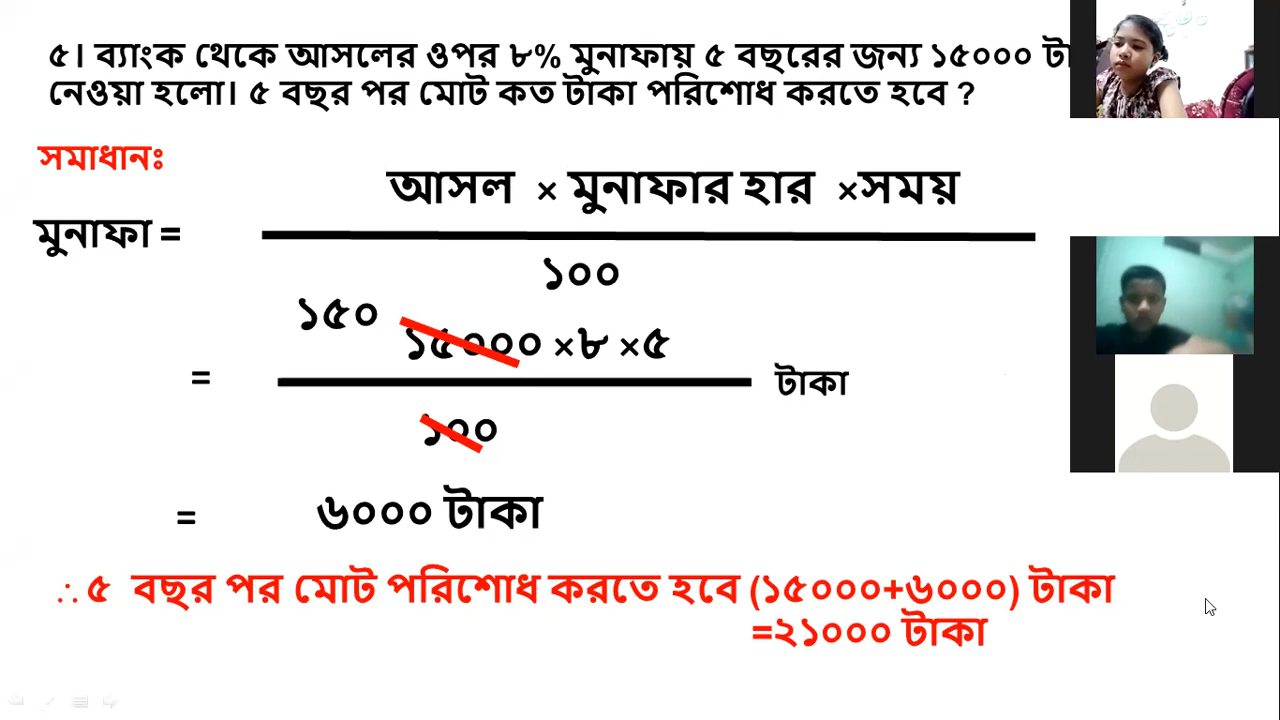 ৫। ব্যাংক থেকে আসলের ওপর ৮% মুনাফায় ৫ বছরের জন্য ১৫০০০
নেওয়া হলো। ৫ বছর পর মোট কত টাকা পরিশোধ করতে হবে ?
সমাধানঃ
আসল × মুনাফার হার ×সময়
মুনাফা =
১০০
১৫০
১৫০০০ ×৮ ×৫
=
টাকা
১০০
= ৬০০০ টাকা
∴৫ বছর পর মোট পরিশোধ করতে হবে (১৫০০০+৬০০০) টাকা
=২১০০০ টাকা